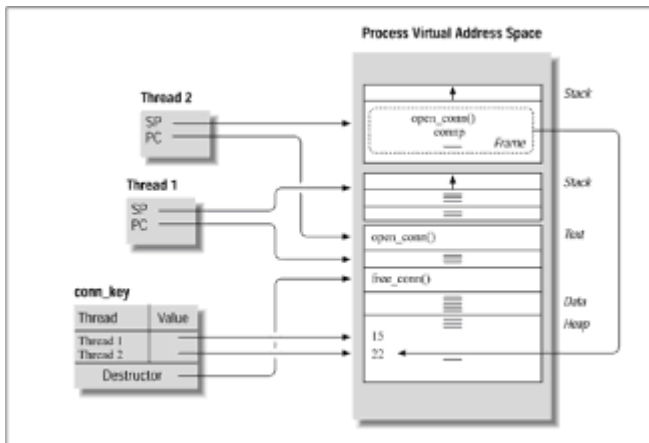 Process Virtual Address Space
Stack
Thread 2
SP
PC
open_conn()
connp
Frame
Thread 1
SP
PC
Stack
open_conn()
Text
free_conn()
conn_key
Thread Value
Thread 1
Thread 2
Destructor
Data
Heap
15
22